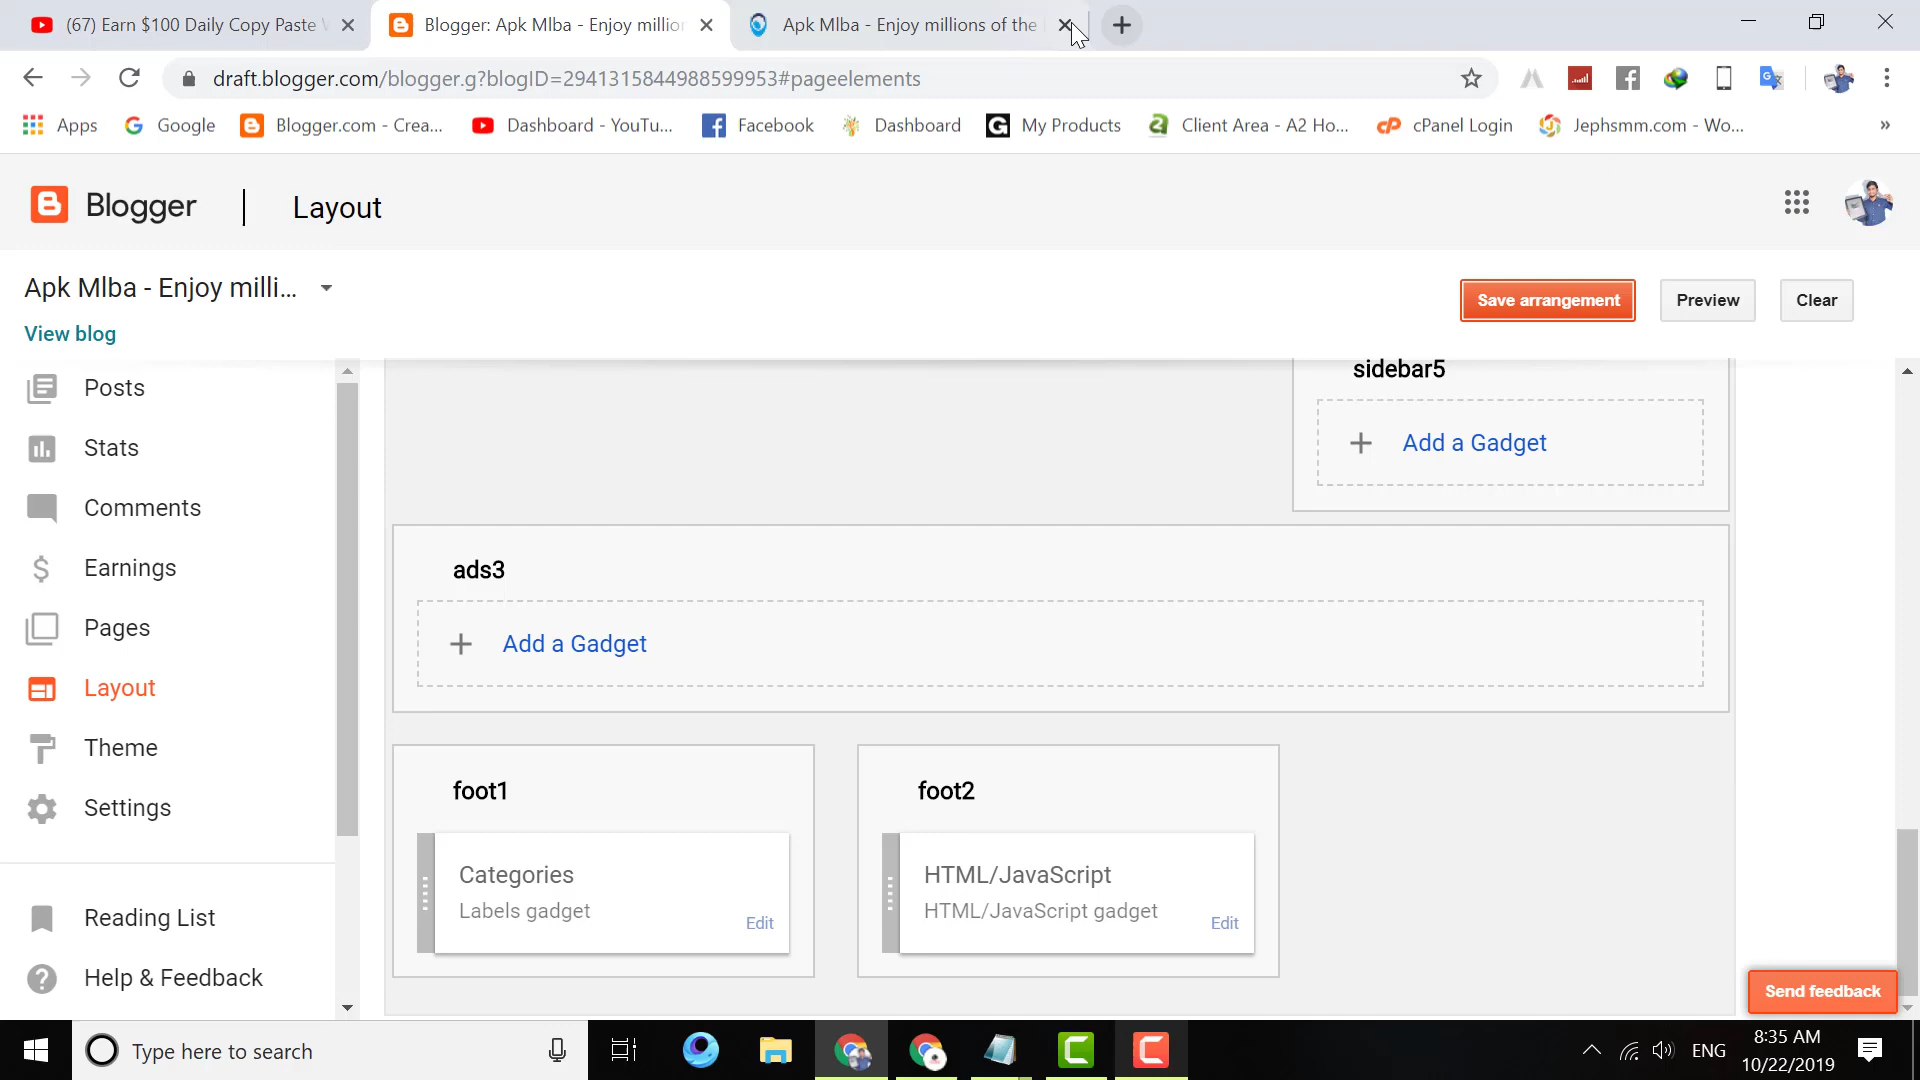 (67) Earn $100 Daily Copy Paste
Blogger: Apk Mlba - Enjoy million
Apk Mlba - Enjoy millions of the
draft.blogger.com/blogger.g?blogID=2941315844988599953#pageelements
Apps
Google
Blogger.com - Crea...
Dashboard - YouTu...
Facebook
Dashboard
My Products
Client Area - A2 Ho...
cPanel Login
Jephsmm.com - Wo...
»
Blogger
Layout
Apk Mlba - Enjoy milli...
Save arrangement
Preview
Clear
View blog
Posts
Stats
Comments
Earnings
Pages
Layout
Theme
Settings
Reading List
Help & Feedback
sidebar5
Add a Gadget
ads3
Add a Gadget
foot1
Categories
Labels gadget
Edit
foot2
HTML/JavaScript
HTML/JavaScript gadget
Edit
Send feedback
Type here to search
ENG
8:35 AM
10/22/2019